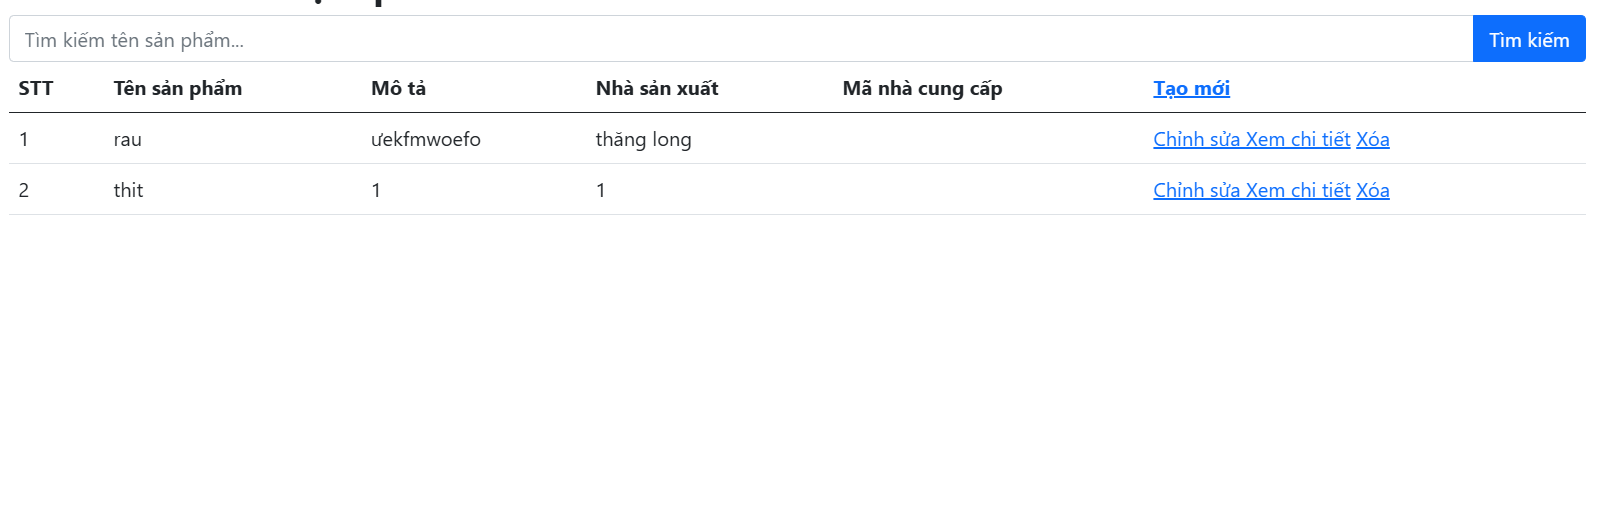 Tìm kiếm tên sản phẩm... Tìm kiếm
STT Tên sản phẩm Mô tả Nhà sản xuất Mã nhà cung cấp Tạo mới
1 rau ưekfmwoefo thăng long Chỉnh sửa Xem chi tiết Xóa
2 thit 1 1 Chỉnh sửa Xem chi tiết Xóa